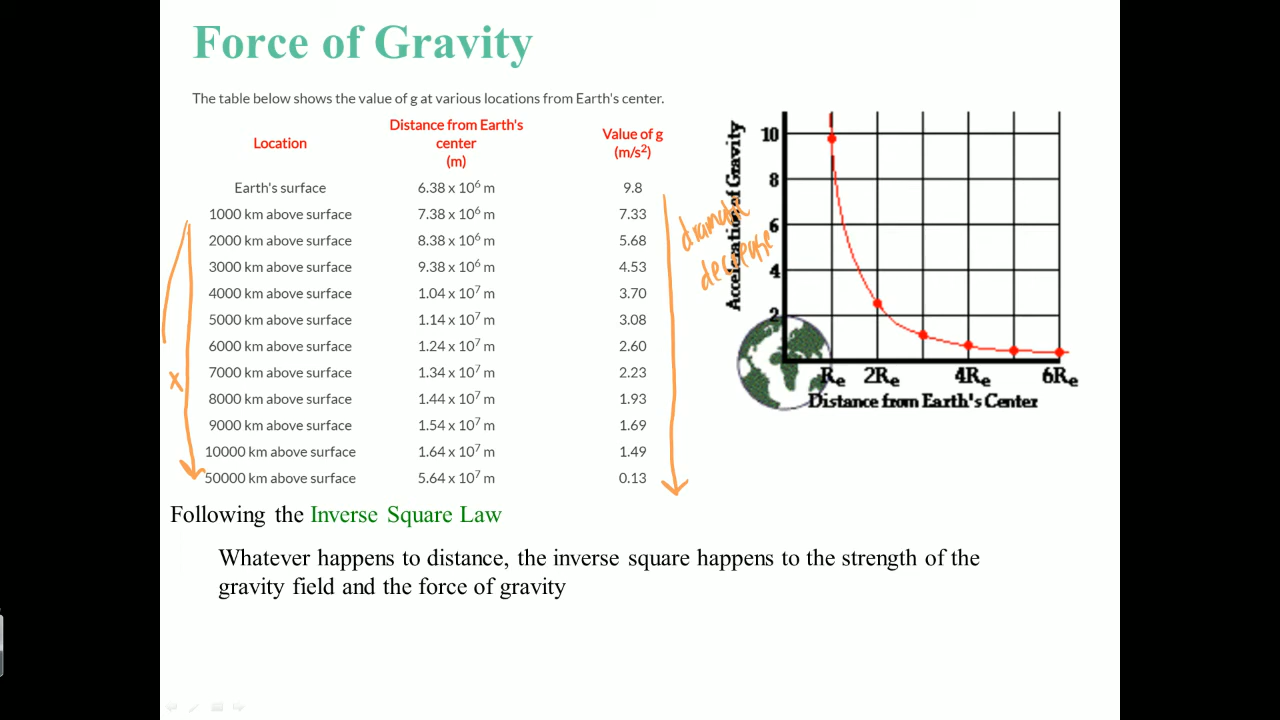 Force of Gravity
The table below shows the value of g at various locations from Earth's center.
Location
Distance from Earth's
center
(m)
Value of g
(m/s²)
Earth's surface 6.38 x 10⁶ m 9.8
1000 km above surface 7.38 x 10⁶ m 7.33
2000 km above surface 8.38 x 10⁶ m 5.68
3000 km above surface 9.38 x 10⁶ m 4.53
4000 km above surface 1.04 x 10⁷ m 3.70
5000 km above surface 1.14 x 10⁷ m 3.08
6000 km above surface 1.24 x 10⁷ m 2.60
7000 km above surface 1.34 x 10⁷ m 2.23
8000 km above surface 1.44 x 10⁷ m 1.93
9000 km above surface 1.54 x 10⁷ m 1.69
10000 km above surface 1.64 x 10⁷ m 1.49
50000 km above surface 5.64 x 10⁷ m 0.13
x
decrease
Acceleration of Gravity
10
8
6
4
2
Re 2Re 4Re 6Re
Distance from Earth's Center
Following the Inverse Square Law
Whatever happens to distance, the inverse square happens to the strength of the
gravity field and the force of gravity